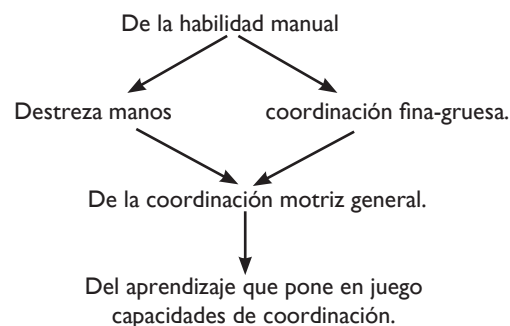 De la habilidad manual
Destreza manos
coordinación fina-gruesa.
De la coordinación motriz general.
Del aprendizaje que pone en juego
capacidades de coordinación.